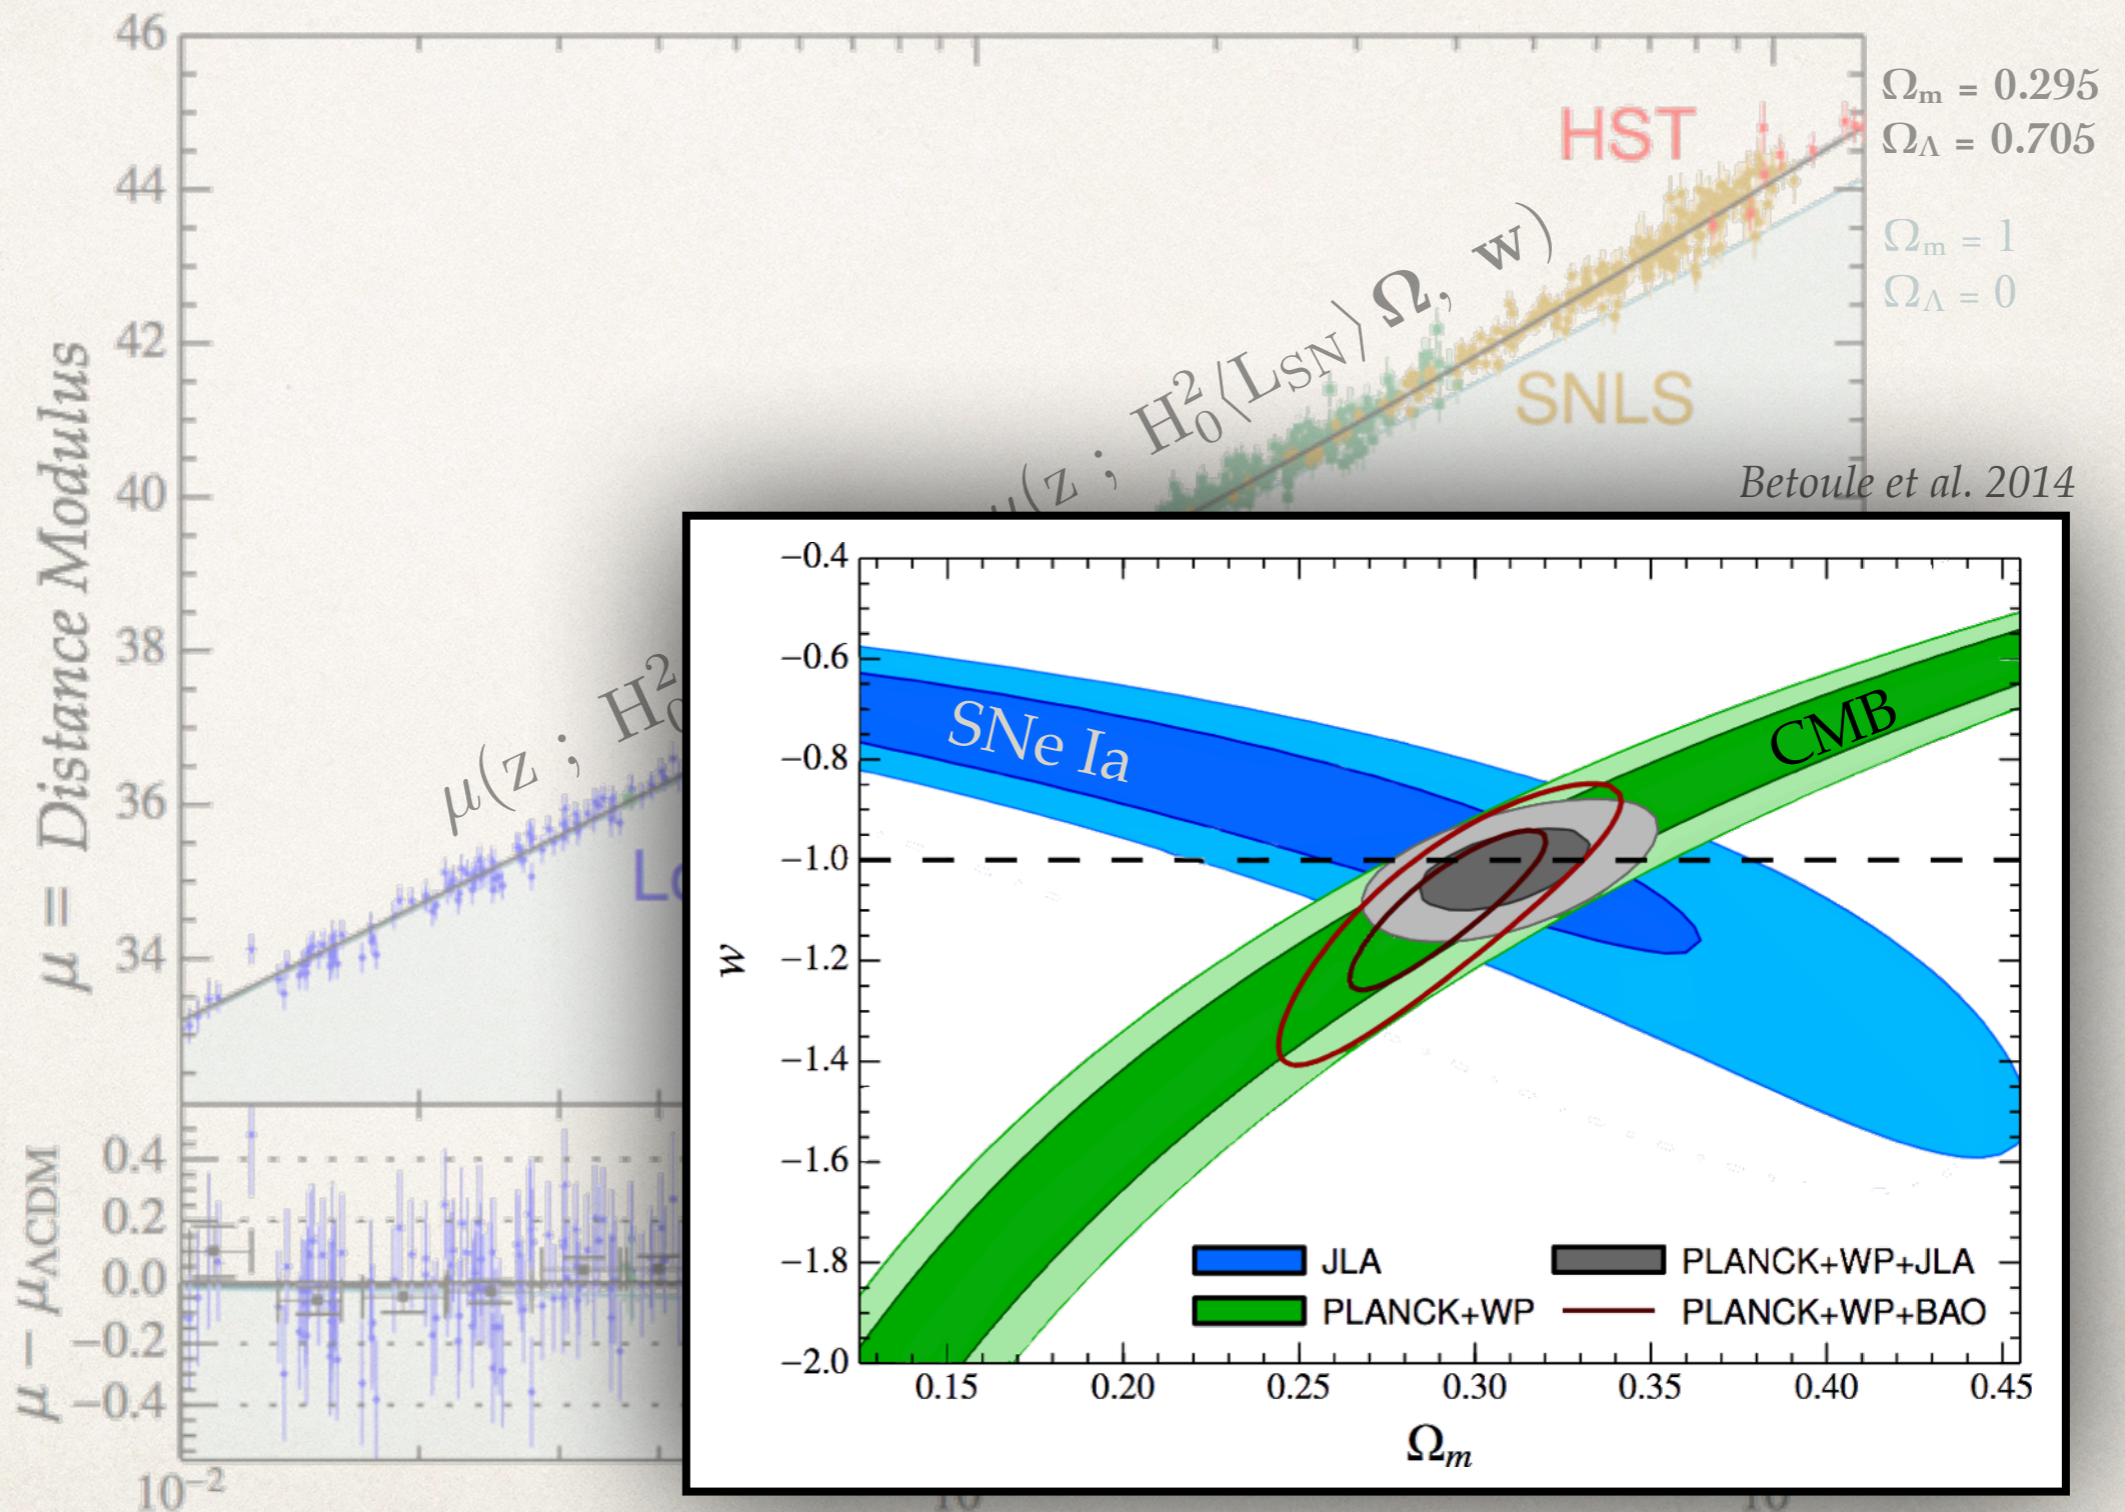 46
44
42
40
38
36
34
μ = Distance Modulus
HST
SNLS
Ωm = 0.295
ΩΛ = 0.705
Ωm = 1
ΩΛ = 0
μ(z ; H₀²⟨LSN⟩ Ω, w)
μ(z ; H₀²
Betoule et al. 2014
0.4
0.2
0.0
−0.2
−0.4
μ − μΛCDM
10⁻²
−0.4
−0.6
−0.8
−1.0
−1.2
−1.4
−1.6
−1.8
−2.0
w
SNe Ia
CMB
JLA
PLANCK+WP+JLA
PLANCK+WP
PLANCK+WP+BAO
0.15 0.20 0.25 0.30 0.35 0.40 0.45
Ωm